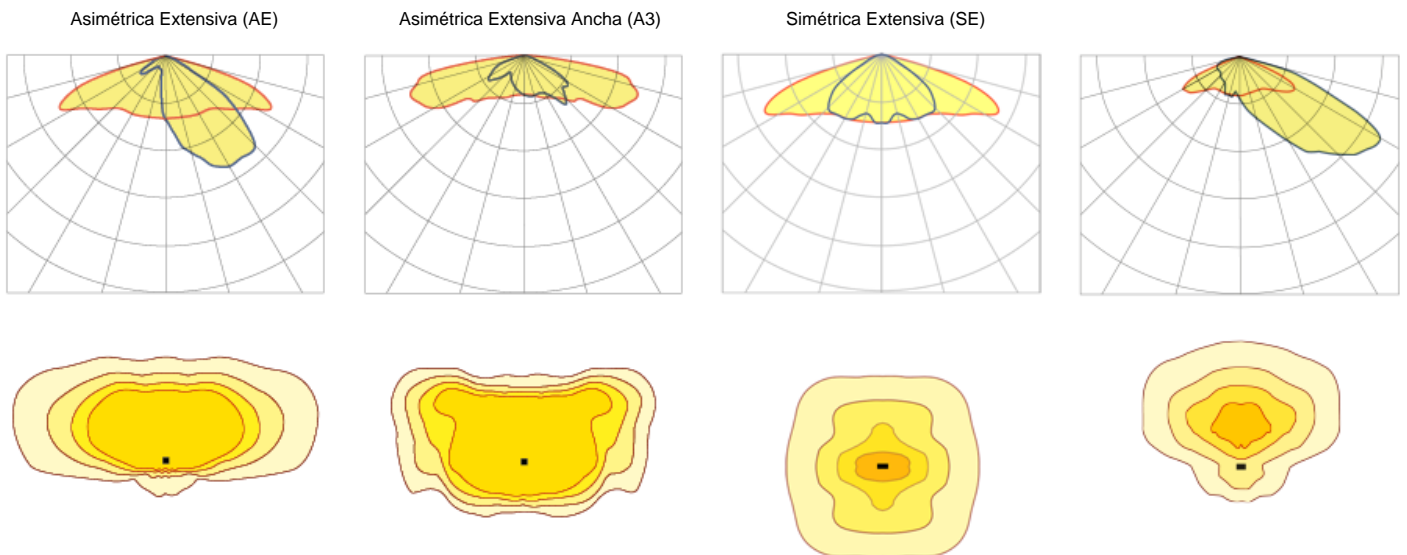 Asimétrica Extensiva (AE)
Asimétrica Extensiva Ancha (A3)
Simétrica Extensiva (SE)